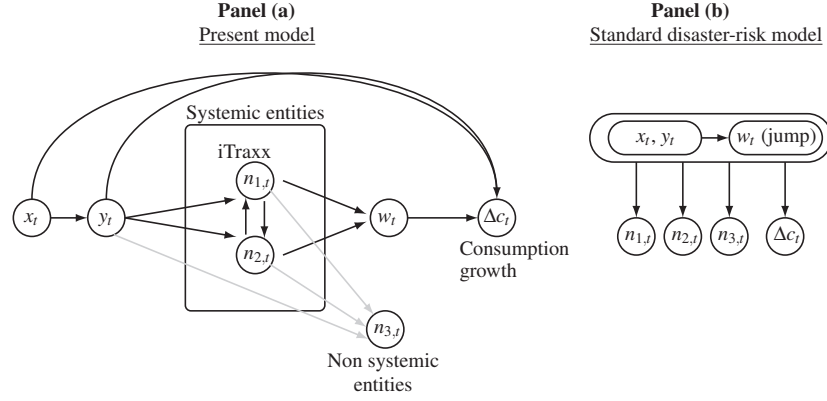 Panel (a)
Present model
Systemic entities
iTraxx
n1,t
xt
yt
n2,t
wt
Δct
Consumption
growth
n3,t
Non systemic
entities
Panel (b)
Standard disaster-risk model
xt, yt
wt (jump)
n1,t
n2,t
n3,t
Δct